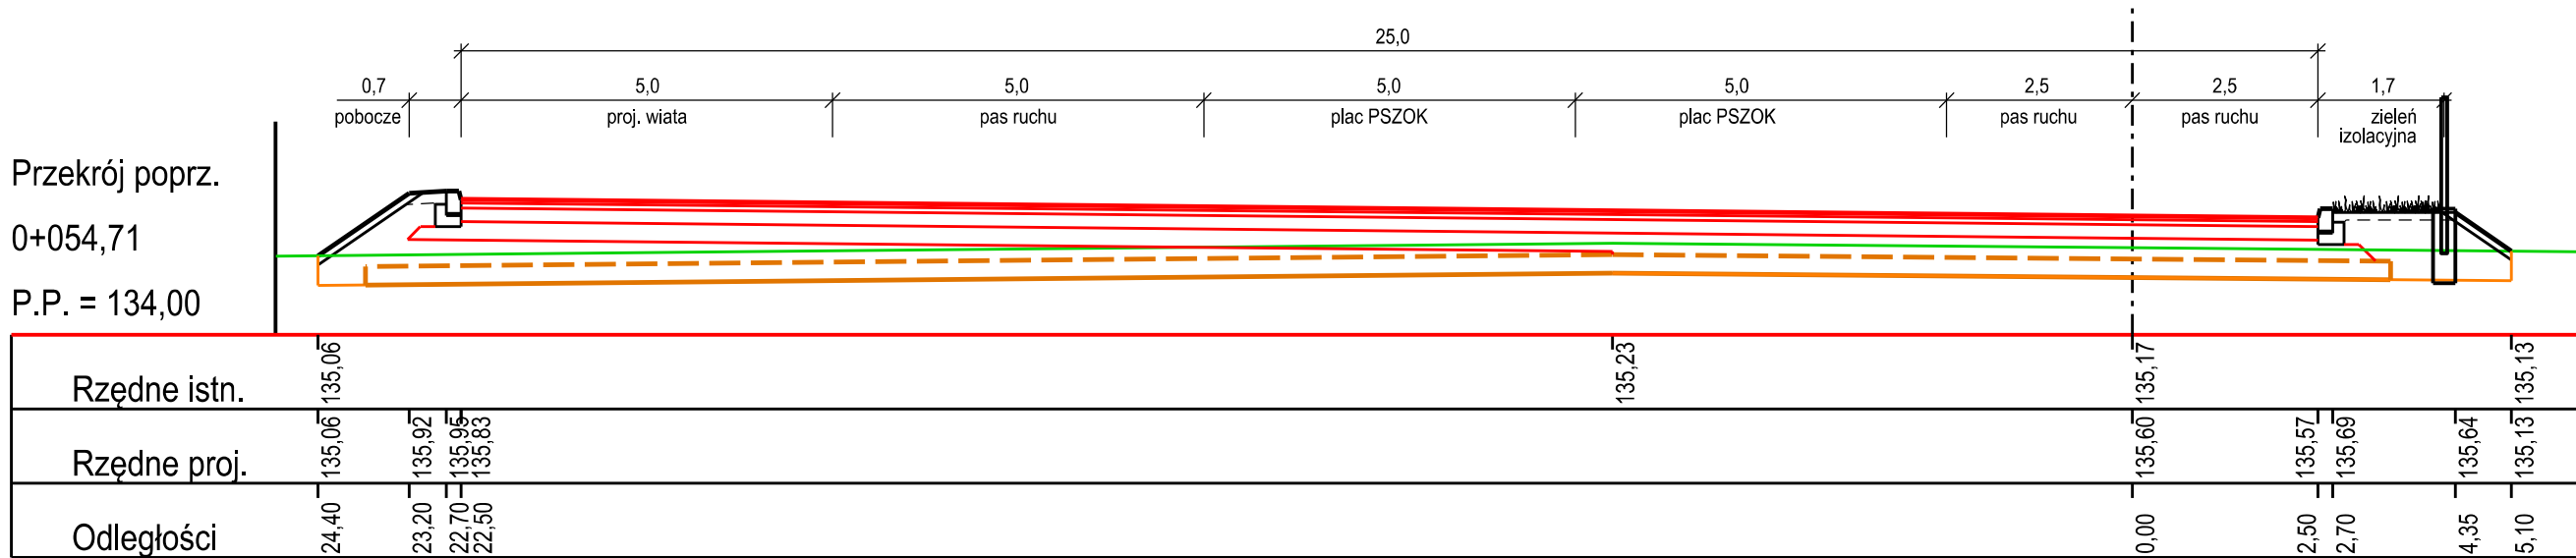 25,0
0,7 5,0 5,0 5,0 5,0 2,5 2,5 1,7
pobocze proj. wiata pas ruchu plac PSZOK plac PSZOK pas ruchu pas ruchu zieleń
izolacyjna
Przekrój poprz.
0+054,71
P.P. = 134,00
Rzędne istn. 135,06 135,23 135,17 135,13
Rzędne proj. 135,06 135,92 135,95 135,83 135,60 135,57 135,69 135,64 135,13
Odległości 24,40 23,20 22,70 22,50 0,00 2,50 2,70 4,35 5,10